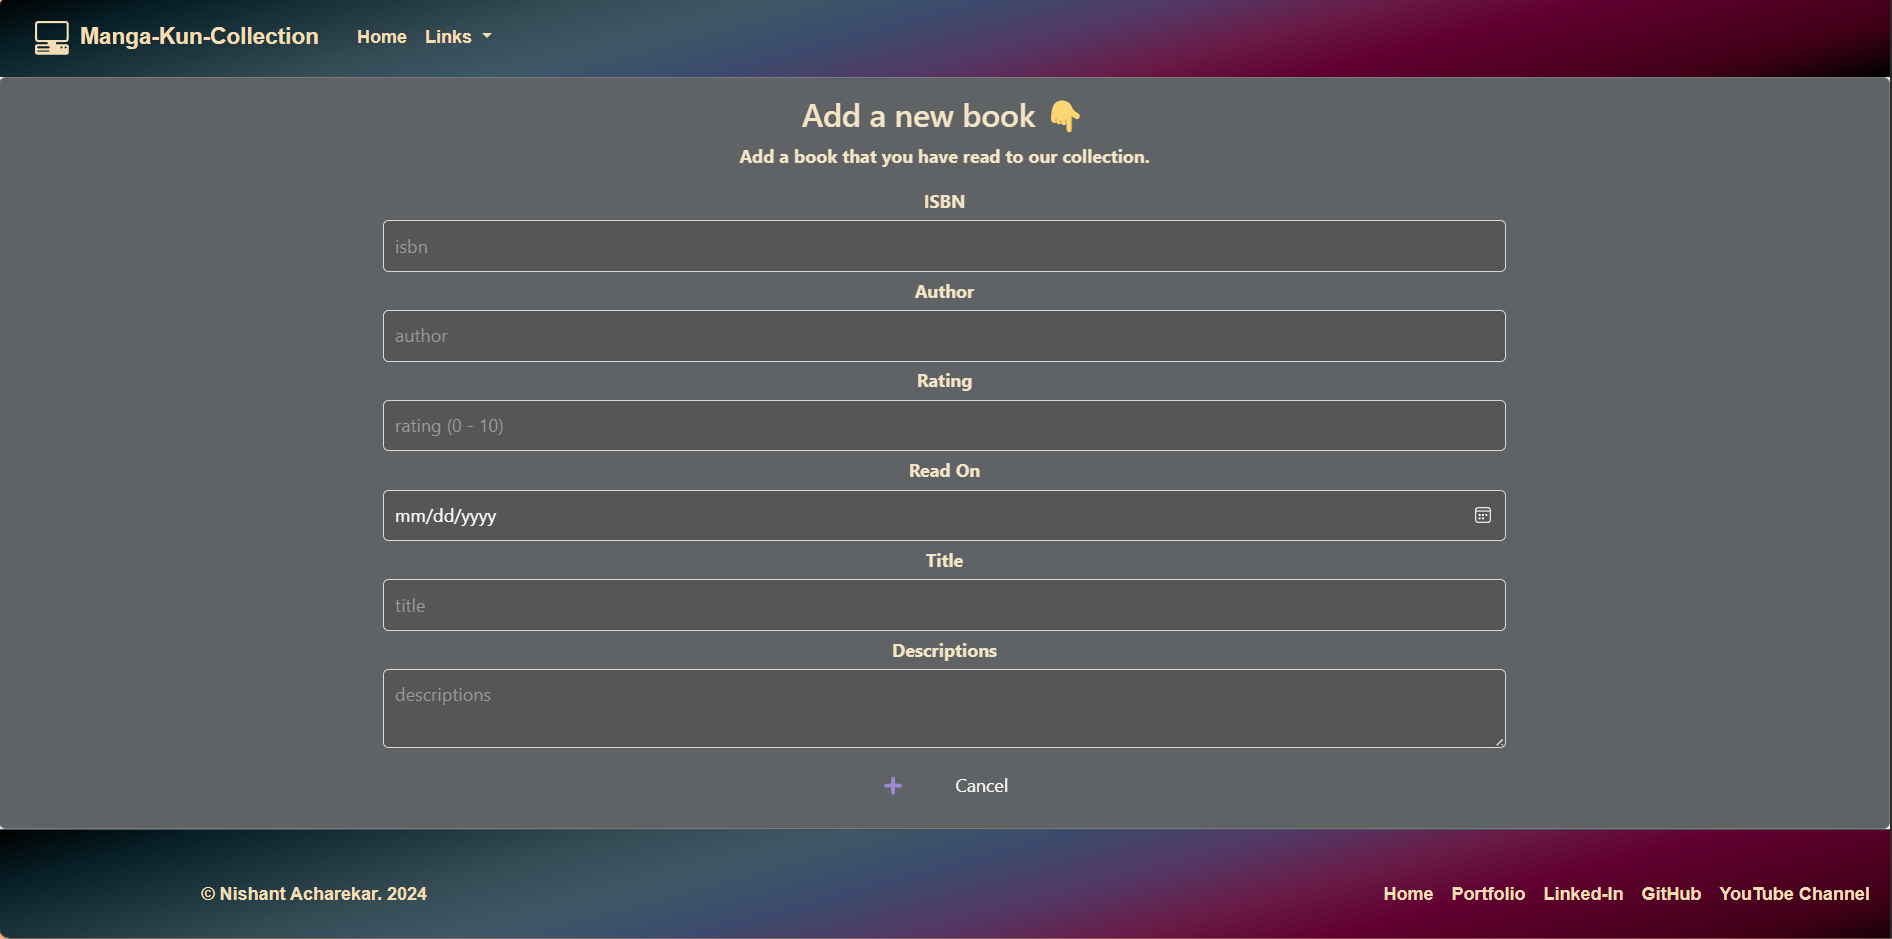 Manga-Kun-Collection Home Links
Add a new book 👇
Add a book that you have read to our collection.
ISBN
isbn
Author
author
Rating
rating (0 - 10)
Read On
mm/dd/yyyy
Title
title
Descriptions
descriptions
+ Cancel
© Nishant Acharekar. 2024
Home Portfolio Linked-In GitHub YouTube Channel